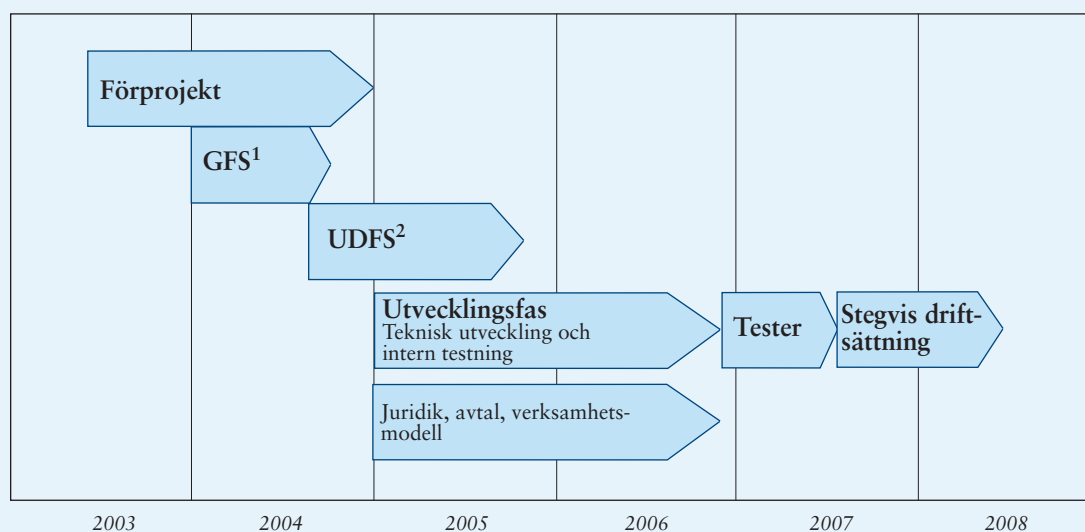 Förprojekt
GFS¹
UDFS²
Utvecklingsfas
Teknisk utveckling och
intern testning
Tester
Stegvis drift-
sättning
Juridik, avtal, verksamhets-
modell
2003 2004 2005 2006 2007 2008